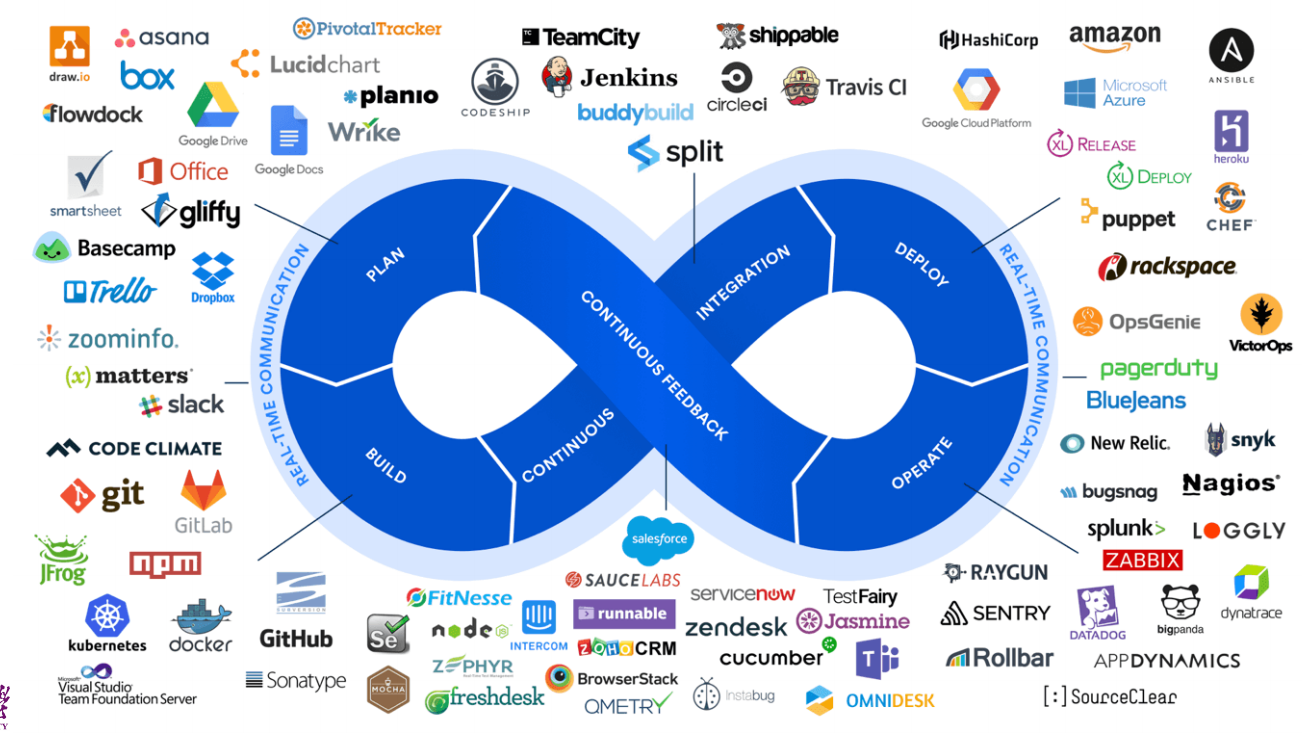 draw.io
asana
PivotalTracker
box
Lucidchart
planio
flowdock
Google Drive
Google Docs
Wrike
TC
TeamCity
shippable
CODESHIP
Jenkins
circleci
Travis CI
buddybuild
split
HashiCorp
amazon
ANSIBLE
Google Cloud Platform
Microsoft
Azure
heroku
XL RELEASE
XL DEPLOY
puppet
CHEF
rackspace
smartsheet
Office
gliffy
Basecamp
Trello
Dropbox
zoominfo.
(x) matters
slack
CODE CLIMATE
git
GitLab
JFrog
npm
kubernetes
docker
Microsoft
Visual Studio
Team Foundation Server
REAL-TIME COMMUNICATION
PLAN
BUILD
CONTINUOUS
INTEGRATION
CONTINUOUS FEEDBACK
DEPLOY
OPERATE
REAL-TIME COMMUNICATION
OpsGenie
VictorOps
pagerduty
BlueJeans
New Relic.
snyk
bugsnag
Nagios®
splunk>
LOGGLY
ZABBIX
RAYGUN
SENTRY
DATADOG
bigpanda
dynatrace
Rollbar
APPDYNAMICS
[:] SourceClear
salesforce
SUBVERSION
GitHub
Sonatype
FitNesse
Se
node
JS
INTERCOM
SAUCELABS
runnable
ZOHO CRM
servicenow
TestFairy
zendesk
Jasmine
cucumber
T
MOCHA
ZEPHYR
freshdesk
BrowserStack
QMETRY
Instabug
OMNIDESK